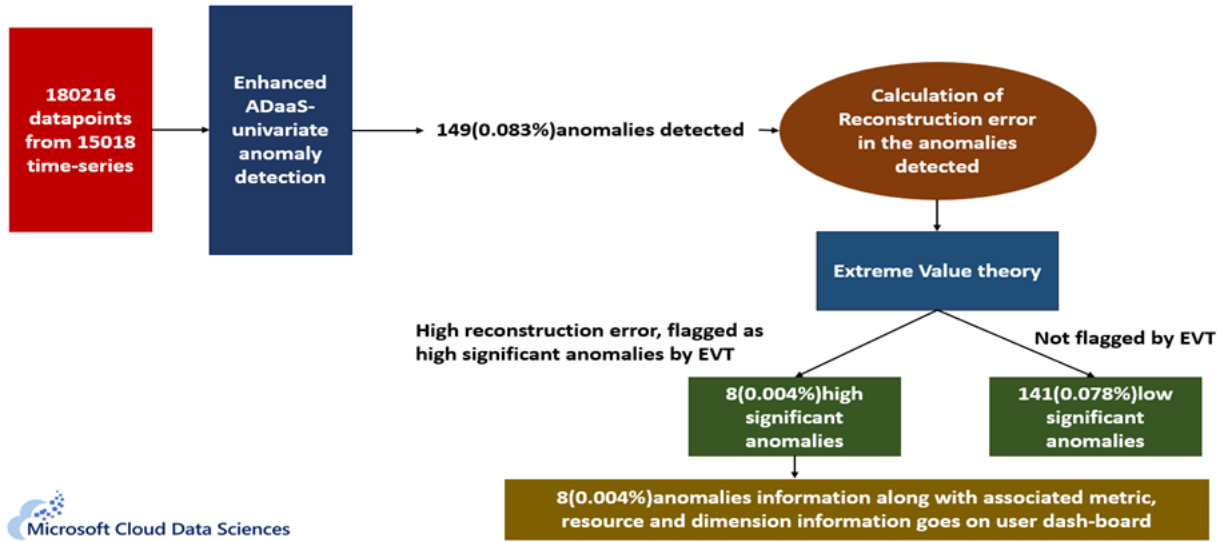 180216
datapoints
from 15018
time-series
Enhanced
ADaaS-
univariate
anomaly
detection
149(0.083%)anomalies detected
Calculation of
Reconstruction error
in the anomalies
detected
Extreme Value theory
High reconstruction error, flagged as
high significant anomalies by EVT
Not flagged by EVT
8(0.004%)high
significant
anomalies
141(0.078%)low
significant
anomalies
8(0.004%)anomalies information along with associated metric,
resource and dimension information goes on user dash-board
Microsoft Cloud Data Sciences